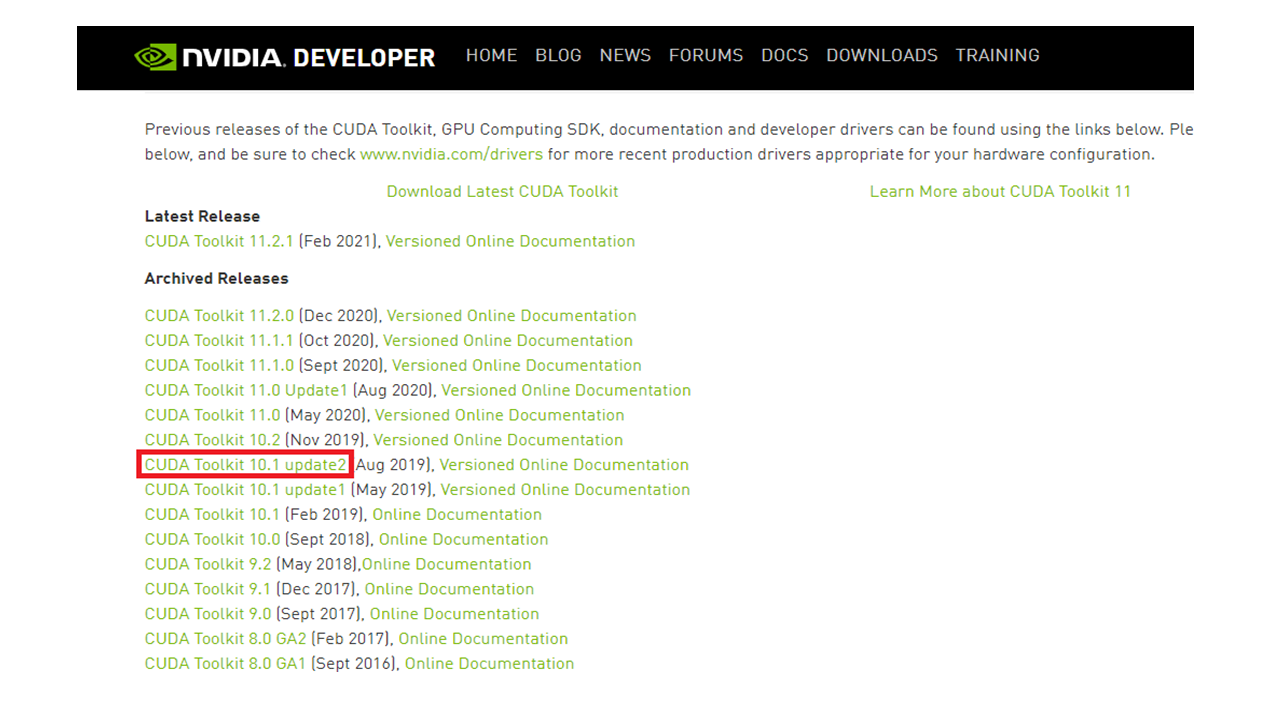 NVIDIA. DEVELOPER HOME BLOG NEWS FORUMS DOCS DOWNLOADS TRAINING
Previous releases of the CUDA Toolkit, GPU Computing SDK, documentation and developer drivers can be found using the links below. Ple
below, and be sure to check www.nvidia.com/drivers for more recent production drivers appropriate for your hardware configuration.
Download Latest CUDA Toolkit Learn More about CUDA Toolkit 11
Latest Release
CUDA Toolkit 11.2.1 (Feb 2021), Versioned Online Documentation
Archived Releases
CUDA Toolkit 11.2.0 (Dec 2020), Versioned Online Documentation
CUDA Toolkit 11.1.1 (Oct 2020), Versioned Online Documentation
CUDA Toolkit 11.1.0 (Sept 2020), Versioned Online Documentation
CUDA Toolkit 11.0 Update1 (Aug 2020), Versioned Online Documentation
CUDA Toolkit 11.0 (May 2020), Versioned Online Documentation
CUDA Toolkit 10.2 (Nov 2019), Versioned Online Documentation
CUDA Toolkit 10.1 update2 Aug 2019), Versioned Online Documentation
CUDA Toolkit 10.1 update1 (May 2019), Versioned Online Documentation
CUDA Toolkit 10.1 (Feb 2019), Online Documentation
CUDA Toolkit 10.0 (Sept 2018), Online Documentation
CUDA Toolkit 9.2 (May 2018),Online Documentation
CUDA Toolkit 9.1 (Dec 2017), Online Documentation
CUDA Toolkit 9.0 (Sept 2017), Online Documentation
CUDA Toolkit 8.0 GA2 (Feb 2017), Online Documentation
CUDA Toolkit 8.0 GA1 (Sept 2016), Online Documentation